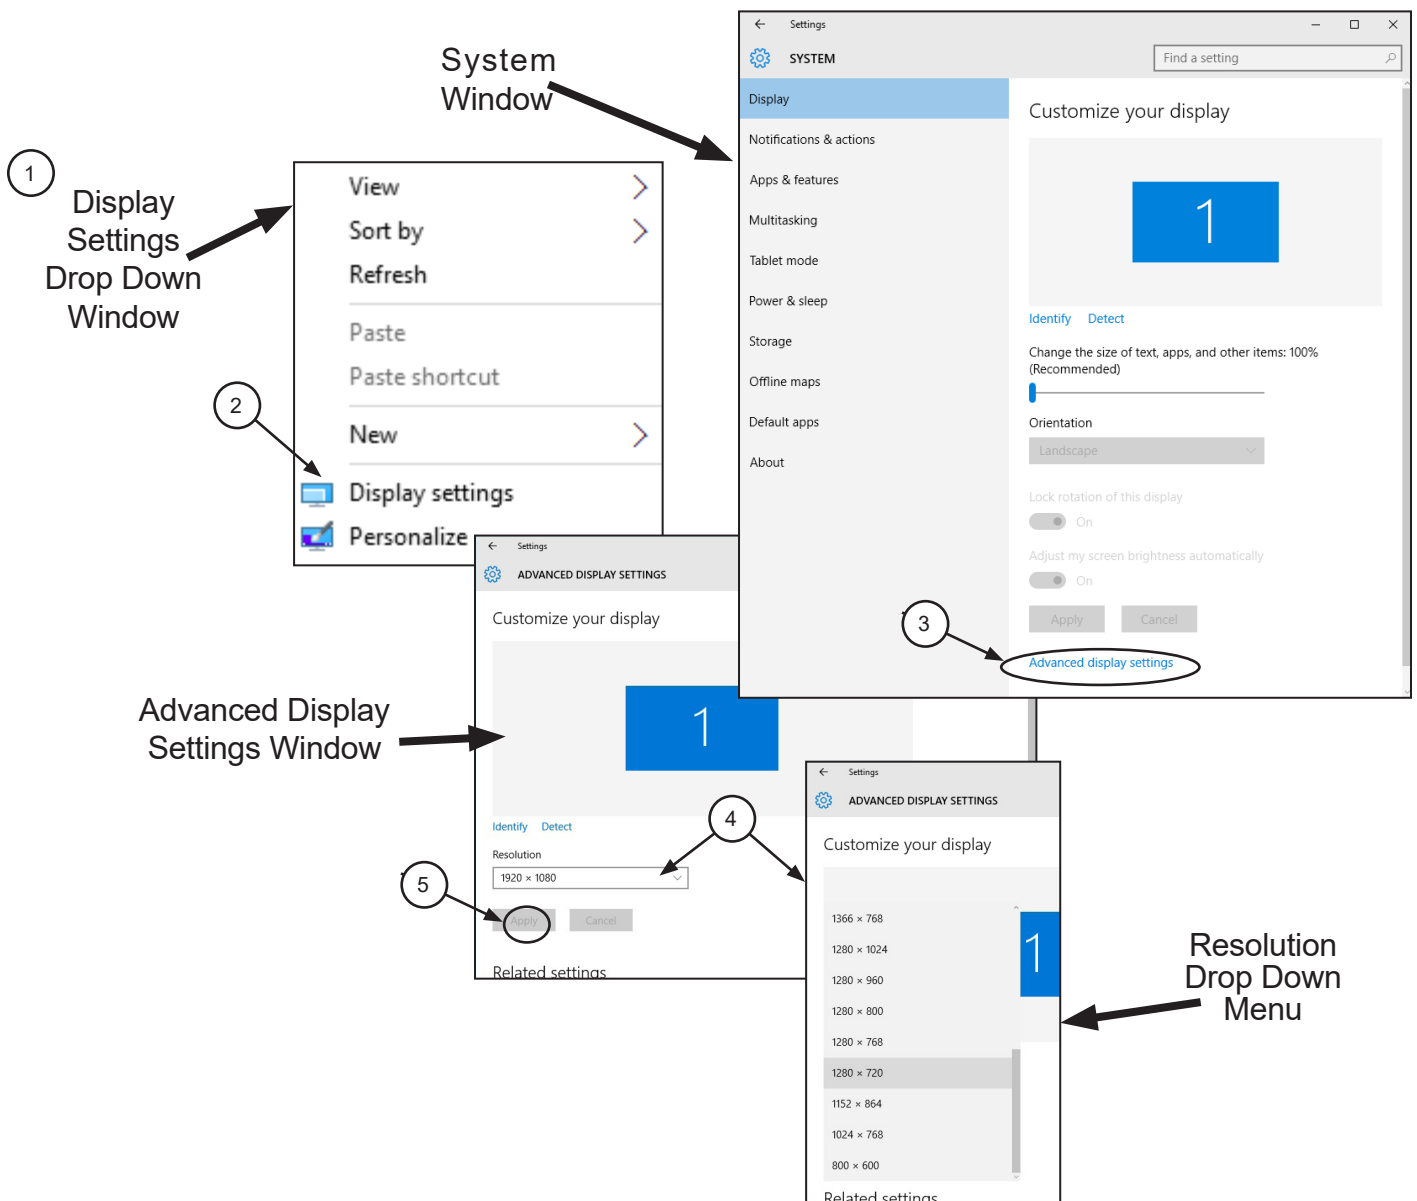 1
Display
Settings
Drop Down
Window
View
Sort by
Refresh
Paste
Paste shortcut
New
2
Display settings
Personalize
System
Window
Settings
SYSTEM
Find a setting
Display
Notifications & actions
Apps & features
Multitasking
Tablet mode
Power & sleep
Storage
Offline maps
Default apps
About
Customize your display
1
Identify Detect
Change the size of text, apps, and other items: 100%
(Recommended)
Orientation
Landscape
Lock rotation of this display
On
Adjust my screen brightness automatically
On
Apply Cancel
3
Advanced display settings
Advanced Display
Settings Window
Settings
ADVANCED DISPLAY SETTINGS
Customize your display
1
Identify Detect
Resolution
1920 × 1080
4
5
Apply Cancel
Related settings
Settings
ADVANCED DISPLAY SETTINGS
Customize your display
1
1366 × 768
1280 × 1024
1280 × 960
1280 × 800
1280 × 768
1280 × 720
1152 × 864
1024 × 768
800 × 600
Related settings
Resolution
Drop Down
Menu